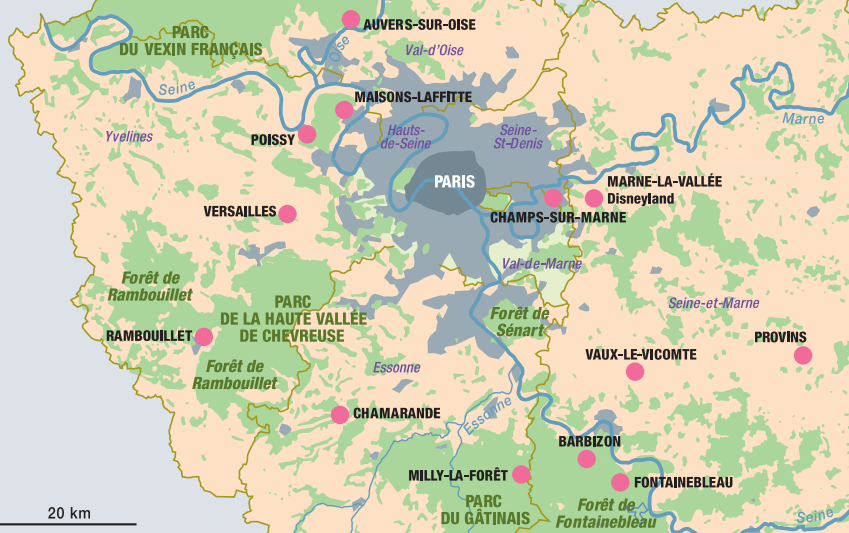 AUVERS-SUR-OISE
PARC
DU VEXIN FRANÇAIS
Oise
Val-d'Oise
Seine
MAISONS-LAFFITTE
Marne
Yvelines
POISSY
Hauts-
de-Seine
Seine-
St-Denis
PARIS
MARNE-LA-VALLÉE
Disneyland
VERSAILLES
CHAMPS-SUR-MARNE
Val-de-Marne
Forêt de
Rambouillet
PARC
DE LA HAUTE VALLÉE
DE CHEVREUSE
Seine-et-Marne
Forêt de
Sénart
RAMBOUILLET
PROVINS
VAUX-LE-VICOMTE
Forêt de
Rambouillet
Essonne
CHAMARANDE
Essonne
BARBIZON
MILLY-LA-FORÊT
FONTAINEBLEAU
PARC
DU GÂTINAIS
Forêt de
Fontainebleau
Seine
20 km